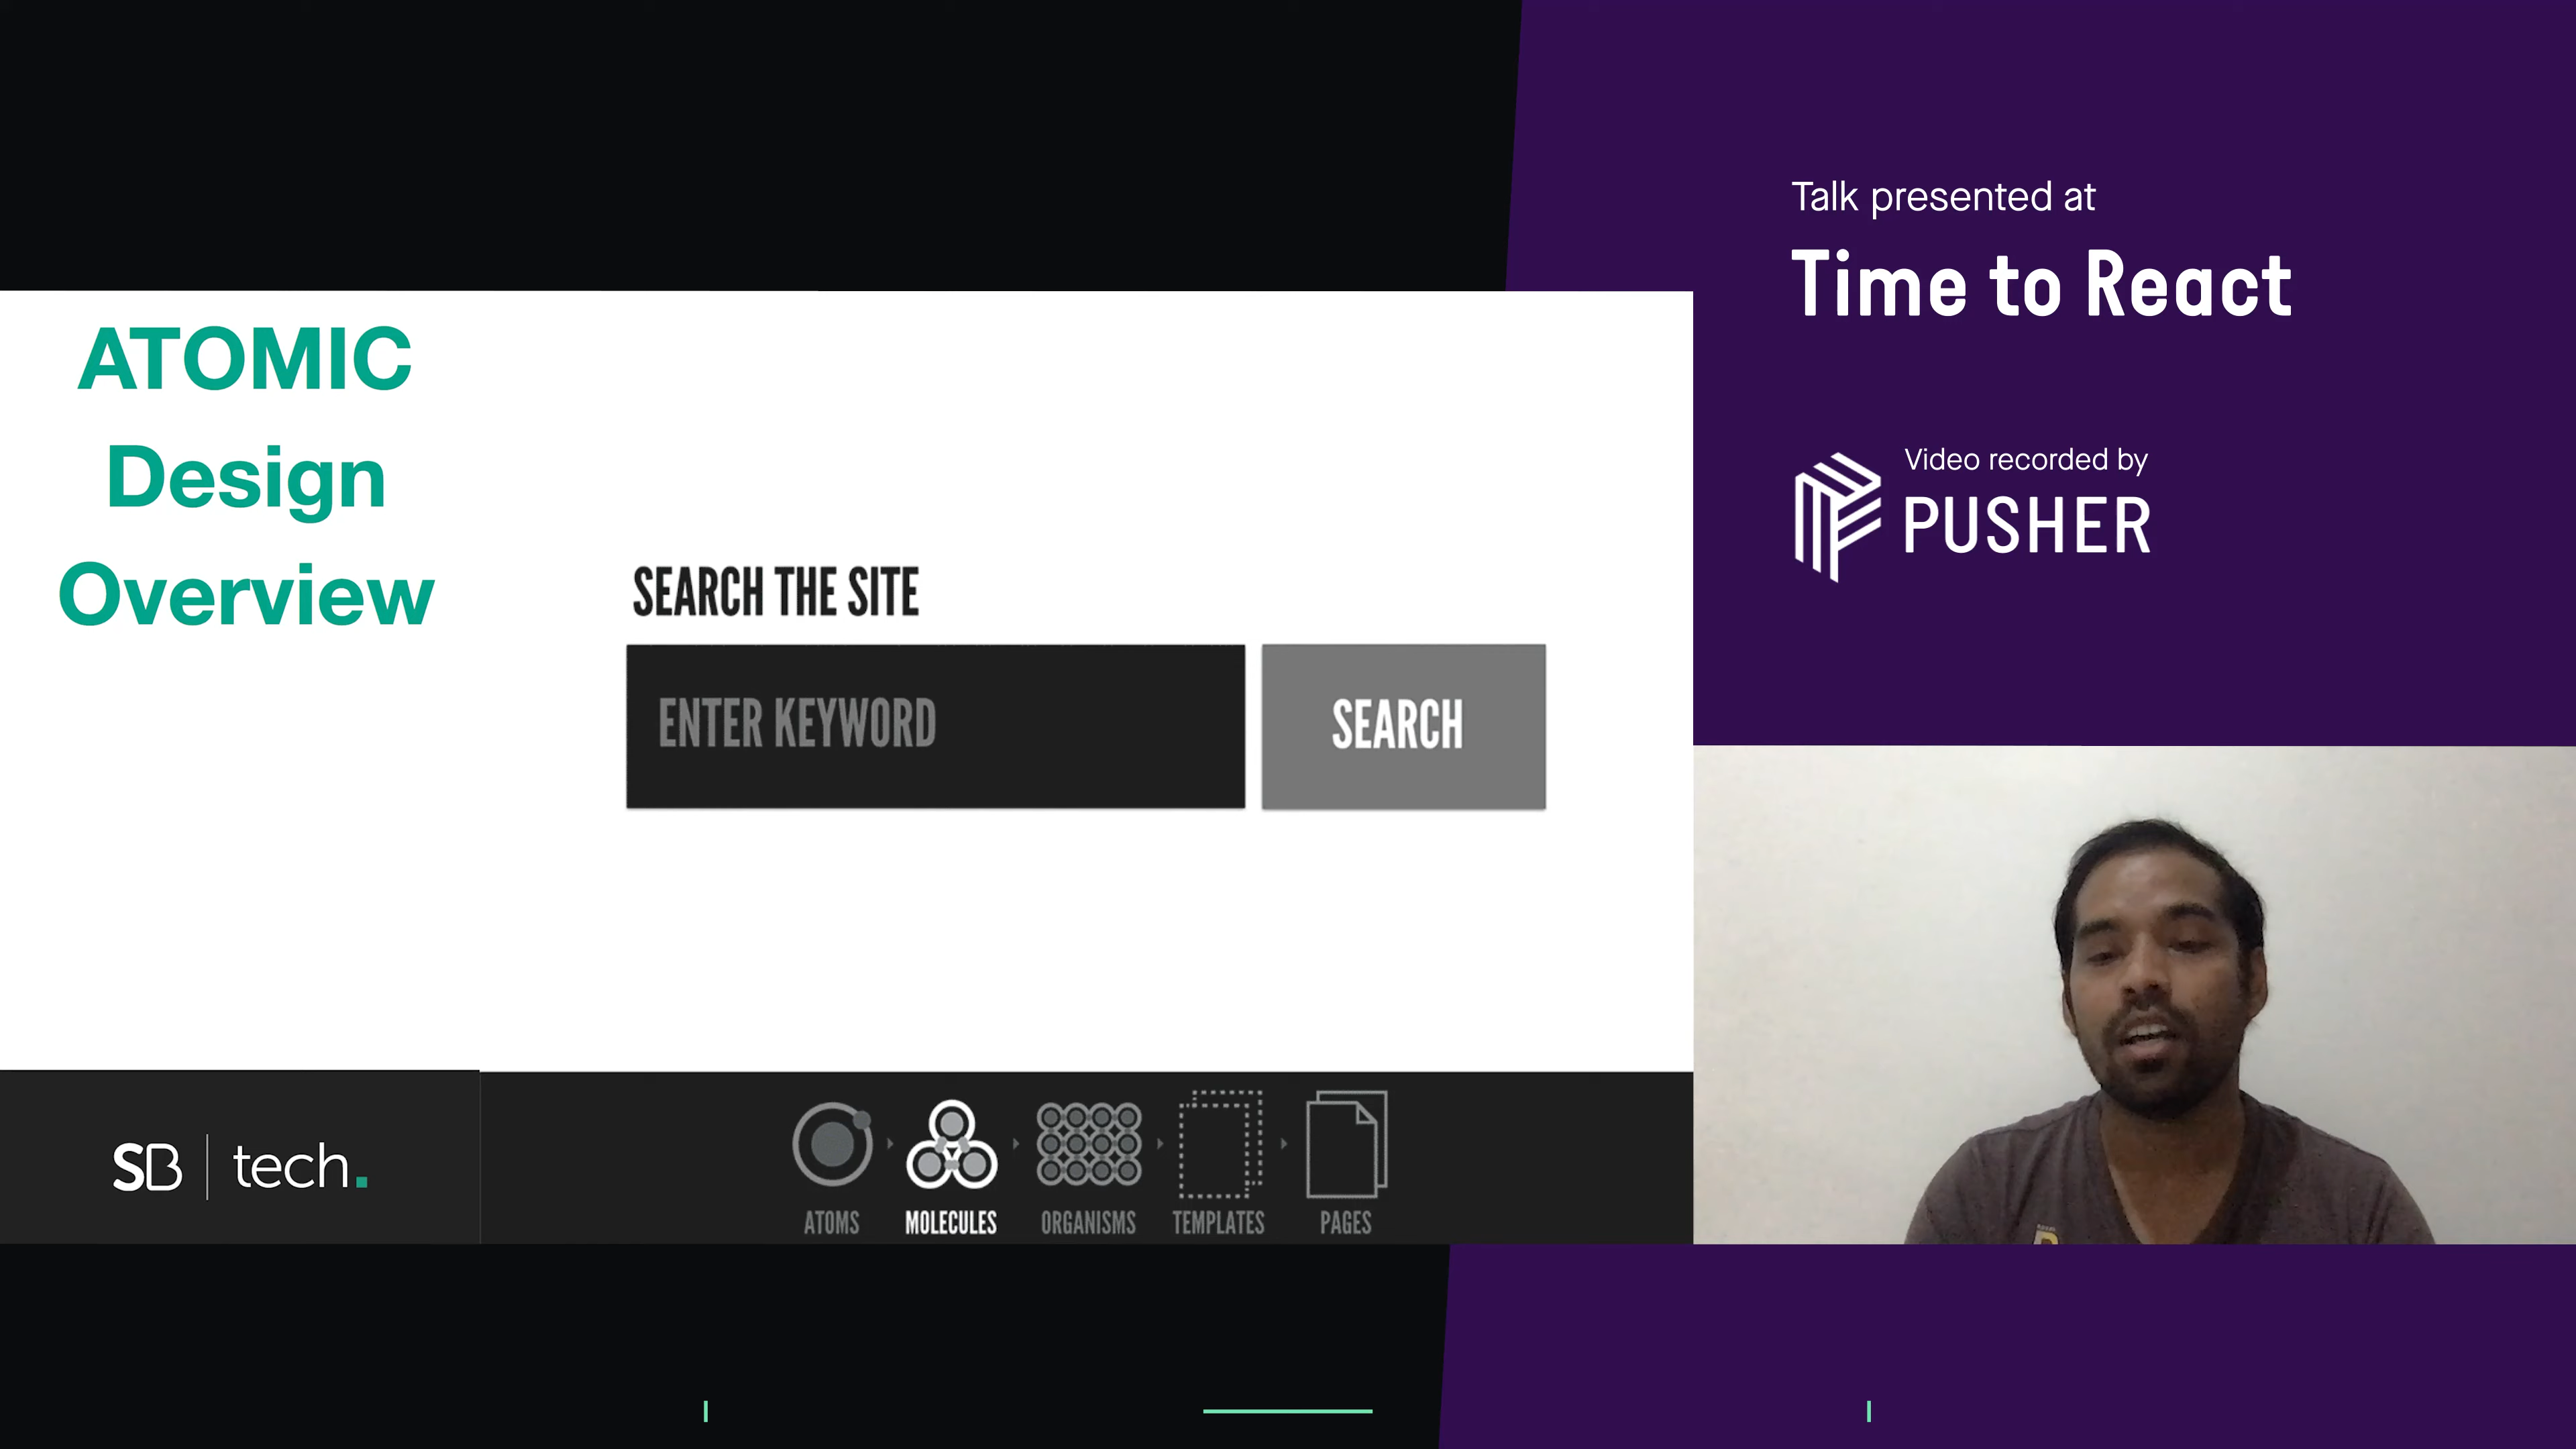 ATOMIC
Design
Overview
SEARCH THE SITE
ENTER KEYWORD
SEARCH
SB tech.
ATOMS
MOLECULES
ORGANISMS
TEMPLATES
PAGES
Talk presented at
Time to React
Video recorded by
PUSHER